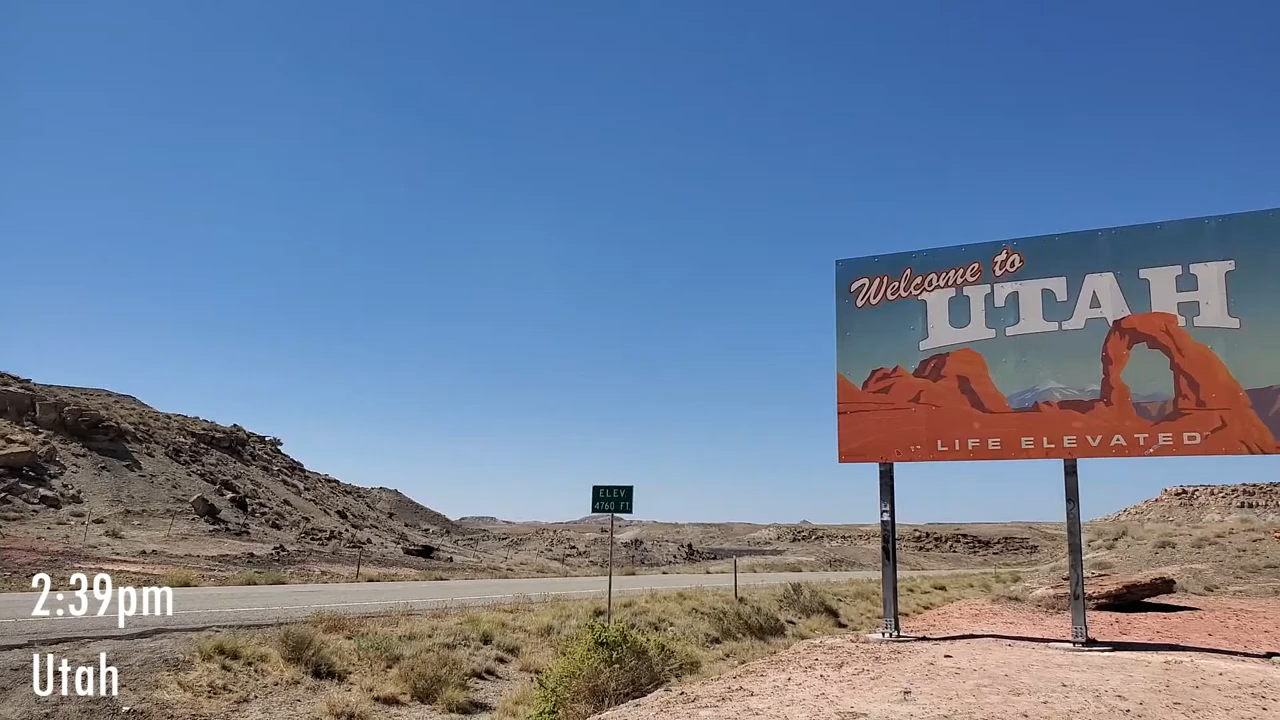 Welcome to
UTAH
LIFE ELEVATED
ELEV.
4760 FT.
2:39pm
Utah